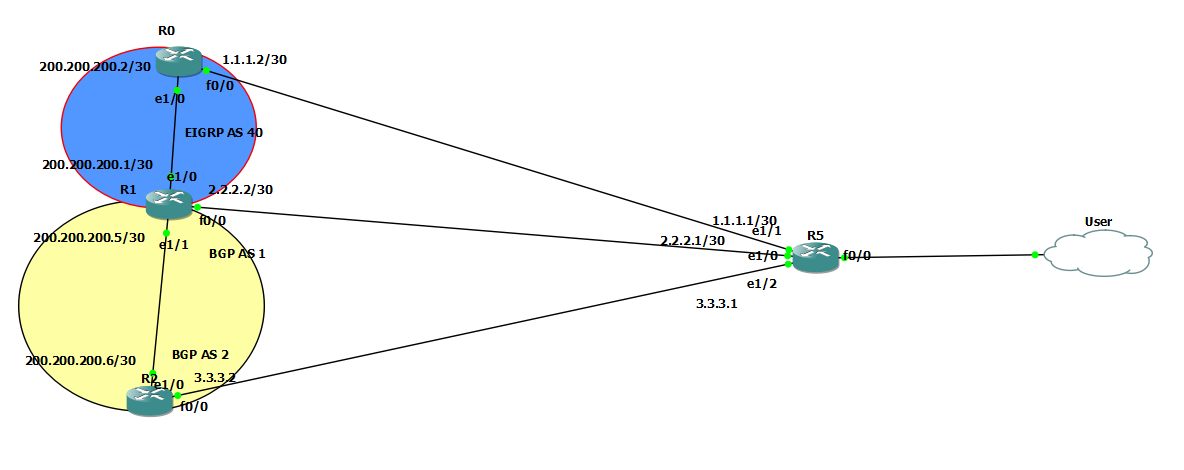 R0
200.200.200.2/30
1.1.1.2/30
f0/0
e1/0
EIGRP AS 40
200.200.200.1/30
e1/0
R1
2.2.2.2/30
f0/0
200.200.200.5/30
e1/1
BGP AS 1
1.1.1.1/30
e1/1
2.2.2.1/30
R5
e1/0
f0/0
e1/2
3.3.3.1
User
BGP AS 2
200.200.200.6/30
R2
e1/0
3.3.3.2
f0/0